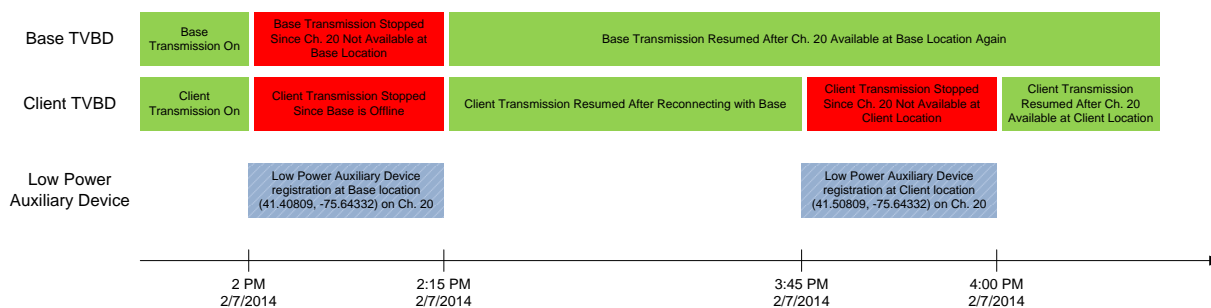 Base TVBD
Base
Transmission On
Base Transmission Stopped
Since Ch. 20 Not Available at
Base Location
Base Transmission Resumed After Ch. 20 Available at Base Location Again
Client TVBD
Client
Transmission On
Client Transmission Stopped
Since Base is Offline
Client Transmission Resumed After Reconnecting with Base
Client Transmission Stopped
Since Ch. 20 Not Available at
Client Location
Client Transmission
Resumed After Ch. 20
Available at Client Location
Low Power
Auxiliary Device
Low Power Auxiliary Device
registration at Base location
(41.40809, -75.64332) on Ch. 20
Low Power Auxiliary Device
registration at Client location
(41.50809, -75.64332) on Ch. 20
2 PM
2/7/2014
2:15 PM
2/7/2014
3:45 PM
2/7/2014
4:00 PM
2/7/2014